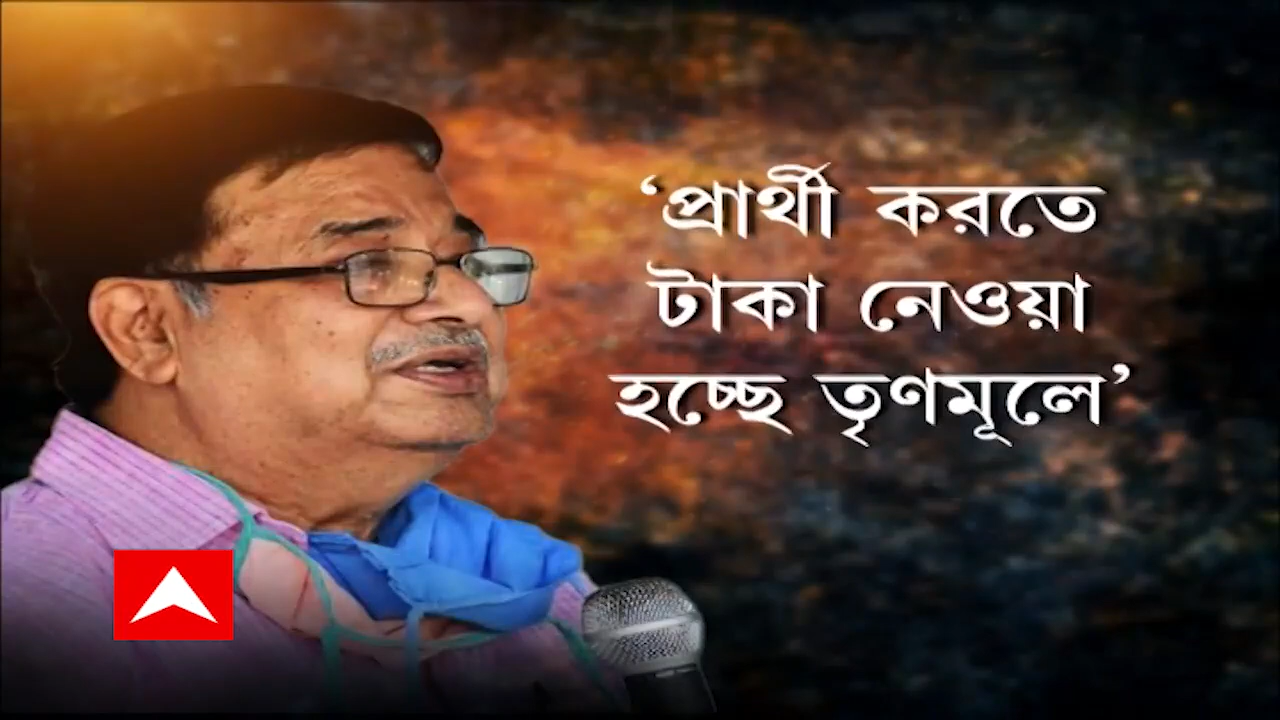 ‘প্রার্থী করতে
টাকা নেওয়া
হচ্ছে তৃণমূলে’